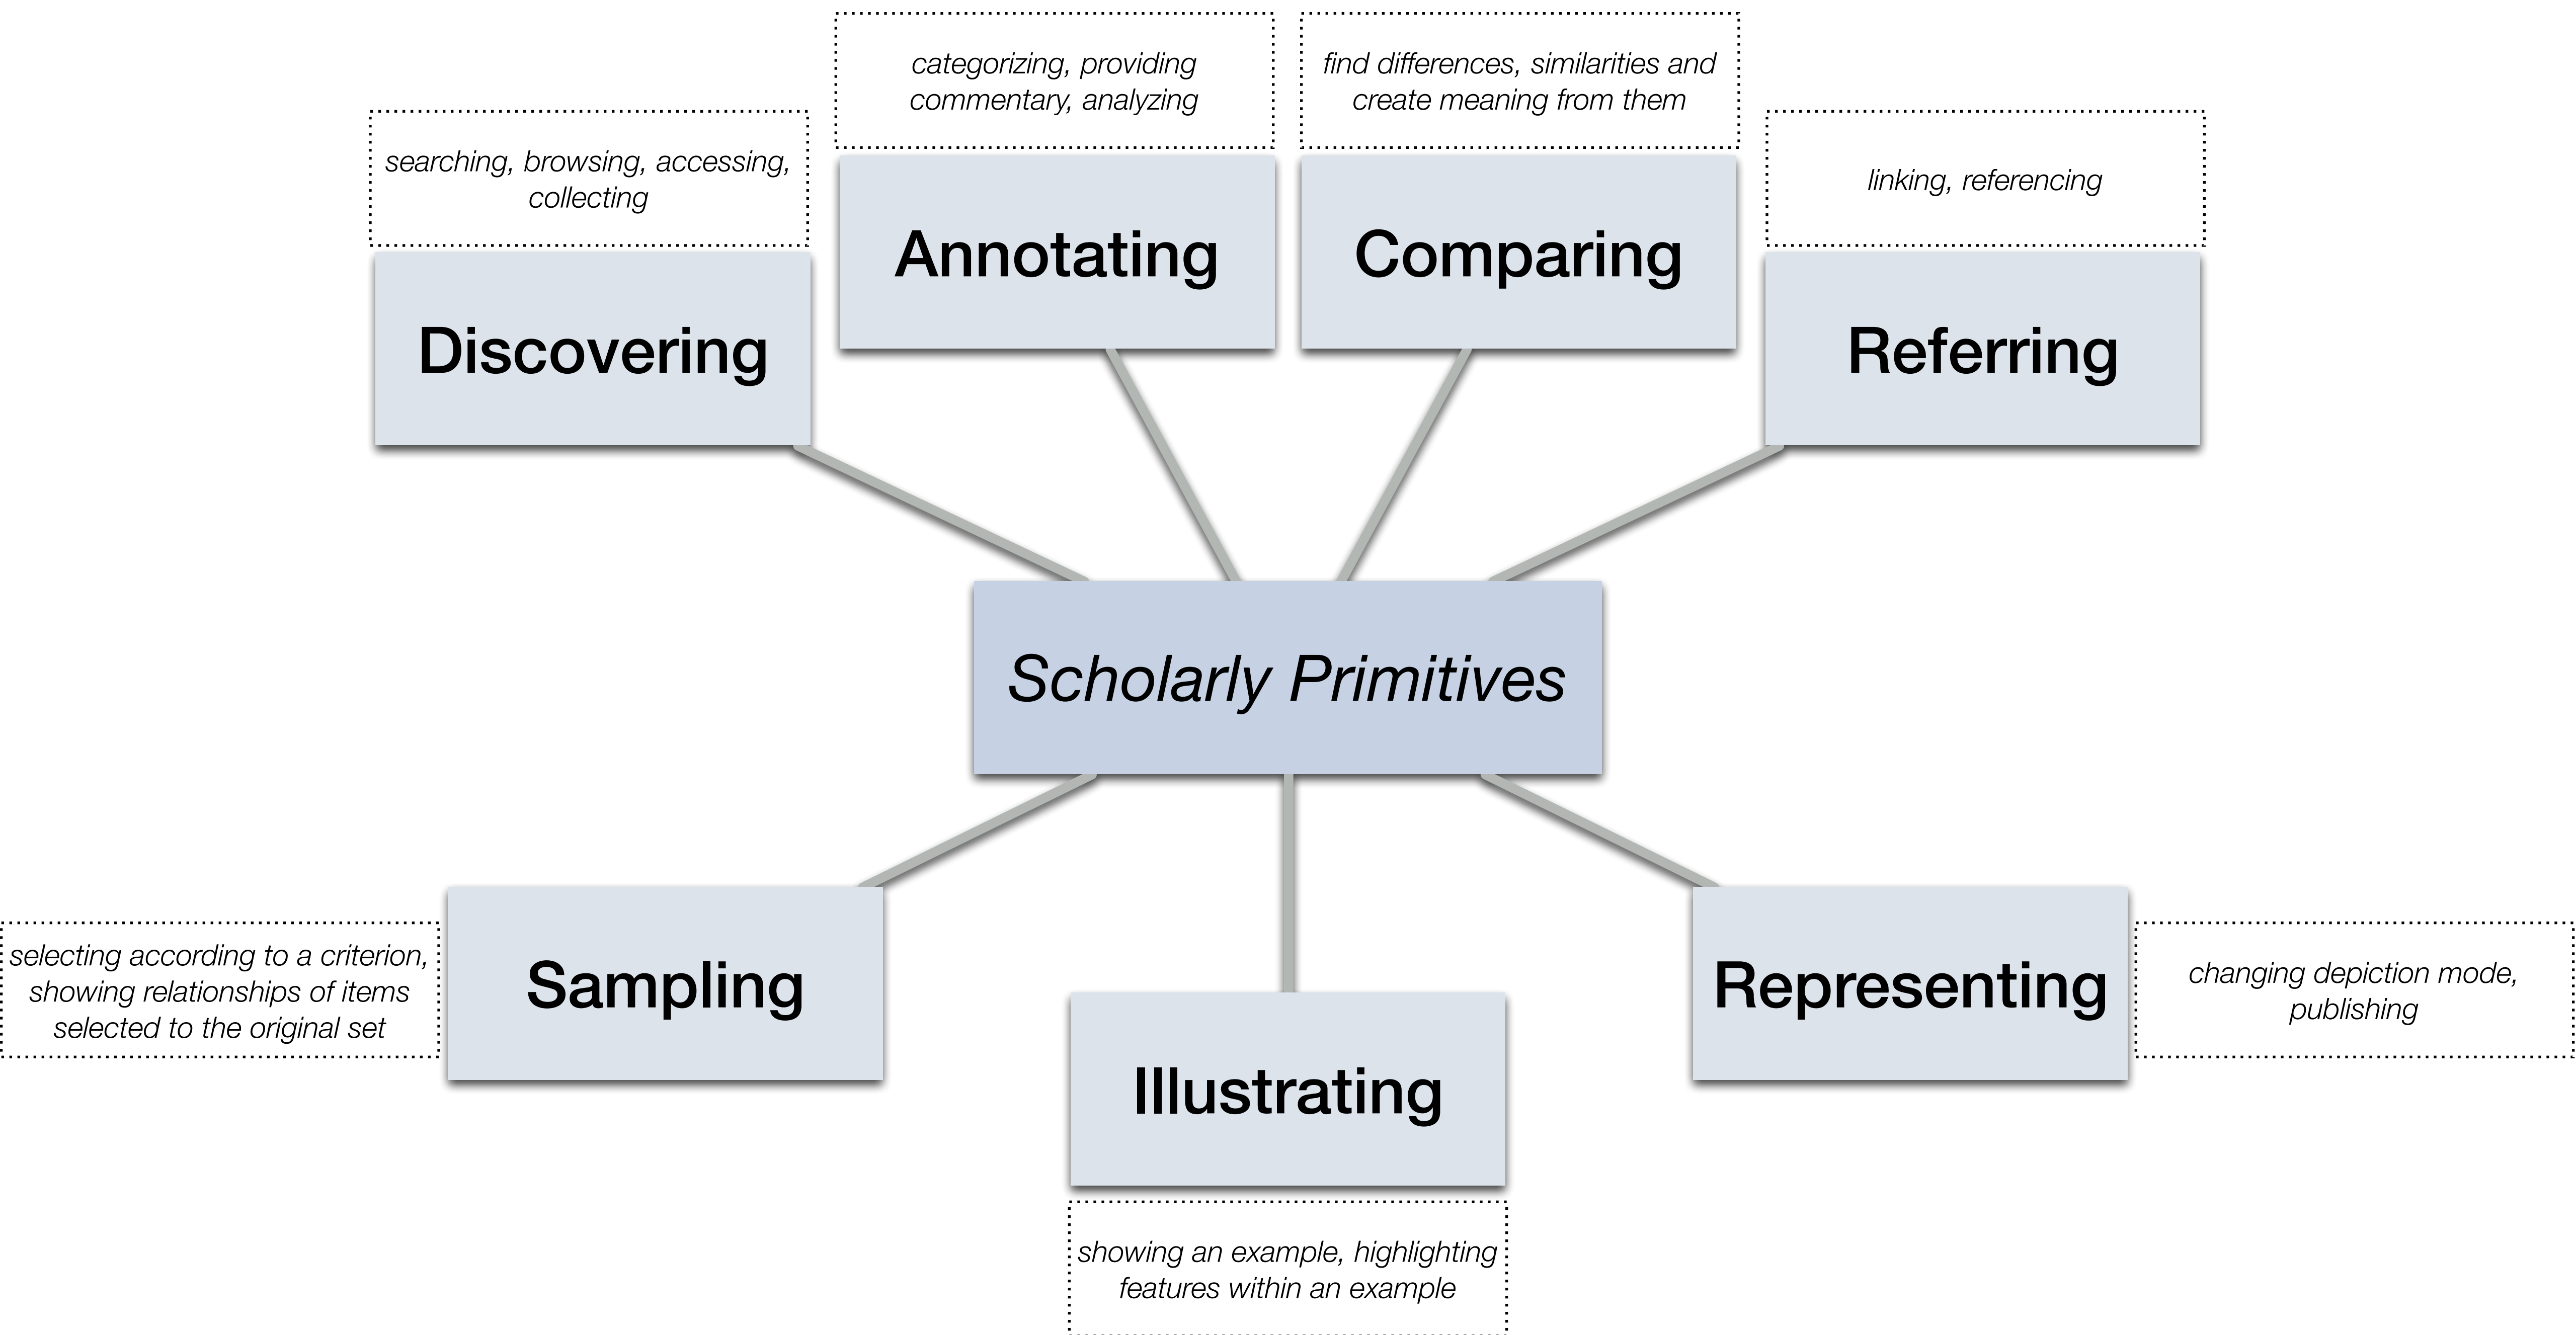 categorizing, providing
commentary, analyzing
find differences, similarities and
create meaning from them
searching, browsing, accessing,
collecting
linking, referencing
Annotating
Comparing
Discovering
Referring
Scholarly Primitives
selecting according to a criterion,
showing relationships of items
selected to the original set
Sampling
Representing
changing depiction mode,
publishing
Illustrating
showing an example, highlighting
features within an example